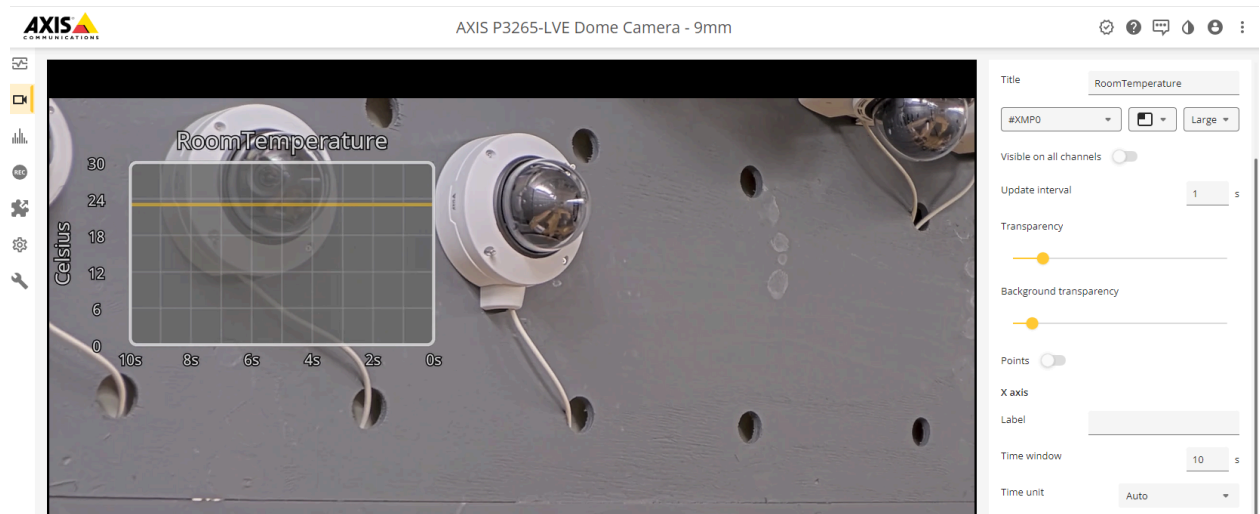 AXIS
COMMUNICATIONS
AXIS P3265-LVE Dome Camera - 9mm
REC
RoomTemperature
Celsius
30
24
18
12
6
0
10s 8s 6s 4s 2s 0s
Title RoomTemperature
#XMP0 Large
Visible on all channels
Update interval 1 s
Transparency
Background transparency
Points
X axis
Label
Time window 10 s
Time unit Auto